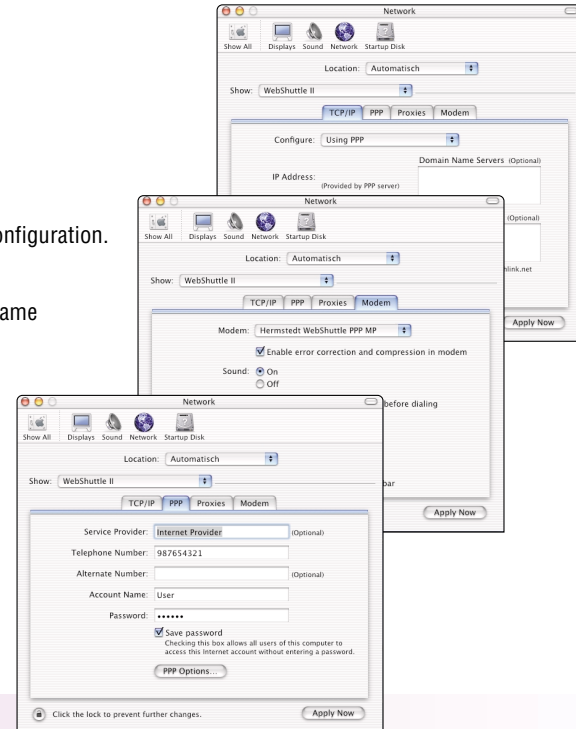 Network
Show All Displays Sound Network Startup Disk
Location: Automatisch
Show: WebShuttle II
TCP/IP PPP Proxies Modem
Configure: Using PPP
Domain Name Servers (Optional)
IP Address:
(Provided by PPP server)
(Optional)
Apply Now
onfiguration.
ame
Network
Show All Displays Sound Network Startup Disk
Location: Automatisch
Show: WebShuttle II
TCP/IP PPP Proxies Modem
Modem: Hermstedt WebShuttle PPP MP
Enable error correction and compression in modem
Sound: On
Off
before dialing
bar
Apply Now
Network
Show All Displays Sound Network Startup Disk
Location: Automatisch
Show: WebShuttle II
TCP/IP PPP Proxies Modem
Service Provider: Internet Provider (Optional)
Telephone Number: 987654321
Alternate Number: (Optional)
Account Name: User
Password: ••••••
Save password
Checking this box allows all users of this computer to
access this Internet account without entering a password.
PPP Options...
Click the lock to prevent further changes.
Apply Now